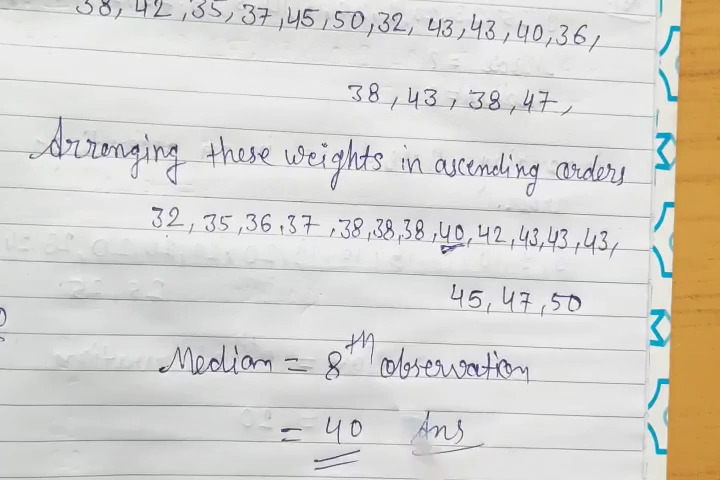 38, 42, 35, 37, 45, 50, 32, 43, 43, 40, 36,
38, 43, 38, 47,
Arrenging these weights in ascending orders
32, 35, 36, 37, 38, 38, 38, 40, 42, 43, 43, 43,
45, 47, 50
Median = 8th observation
= 40 Ans